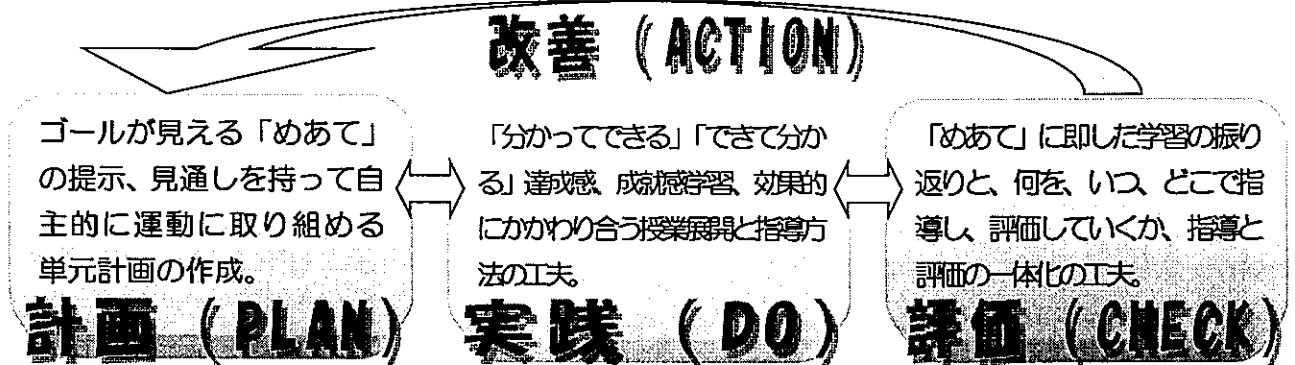 改善(ACTION)
ゴールが見える「めあて」
の提示、見通しを持って自
主的に運動に取り組める
単元計画の作成。
計画(PLAN)
「分かってできる」「できて分か
る」達成感、成就感学習、効果的
にかかわり合う授業展開と指導方
法の工夫。
実践(DO)
「めあて」に即した学習の振り
返りと、何を、いつ、どこで指
導し、評価していくか、指導と
評価の一体化の工夫。
評価(CHECK)